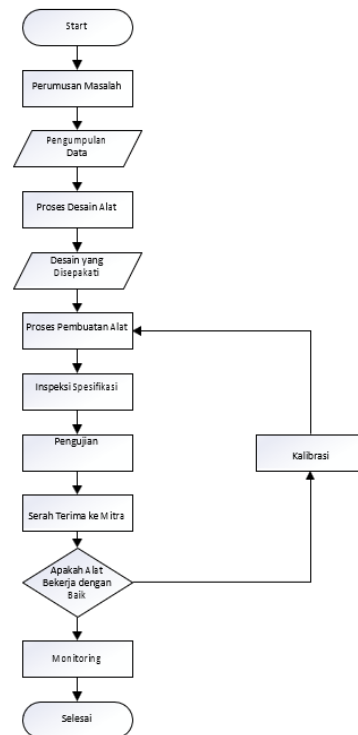 Start
Perumusan Masalah
Pengumpulan
Data
Proses Desain Alat
Desain yang
Disepakati
Proses Pembuatan Alat
Inspeksi Spesifikasi
Pengujian
Kalibrasi
Serah Terima ke Mitra
Apakah Alat
Bekerja dengan
Baik
Monitoring
Selesai